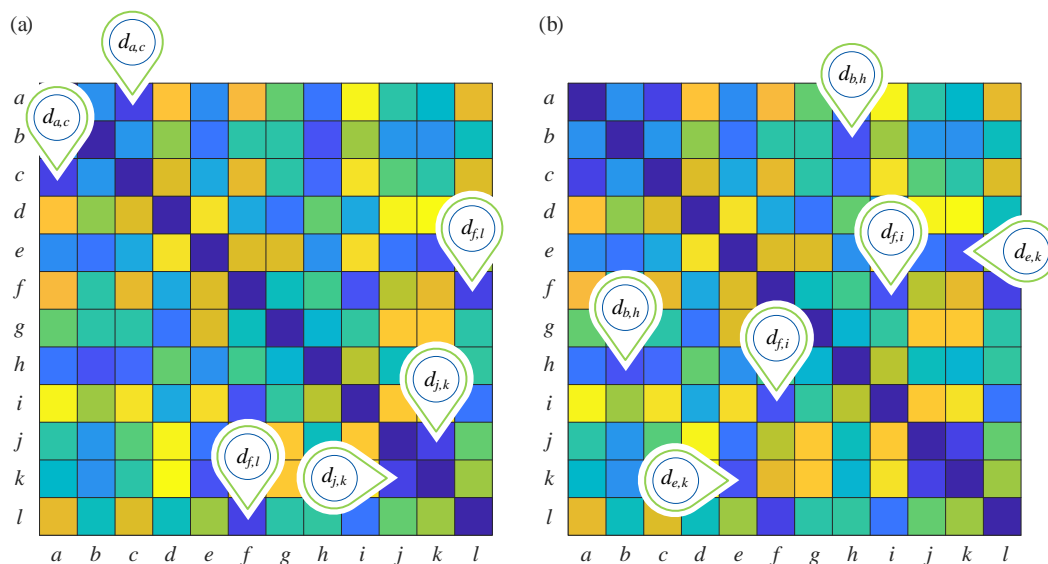 (a)
(b)
d_{a,c}
d_{a,c}
d_{f,l}
d_{j,k}
d_{f,l}
d_{j,k}
a
b
c
d
e
f
g
h
i
j
k
l
a b c d e f g h i j k l
d_{b,h}
d_{f,i}
d_{e,k}
d_{b,h}
d_{f,i}
d_{e,k}
a
b
c
d
e
f
g
h
i
j
k
l
a b c d e f g h i j k l